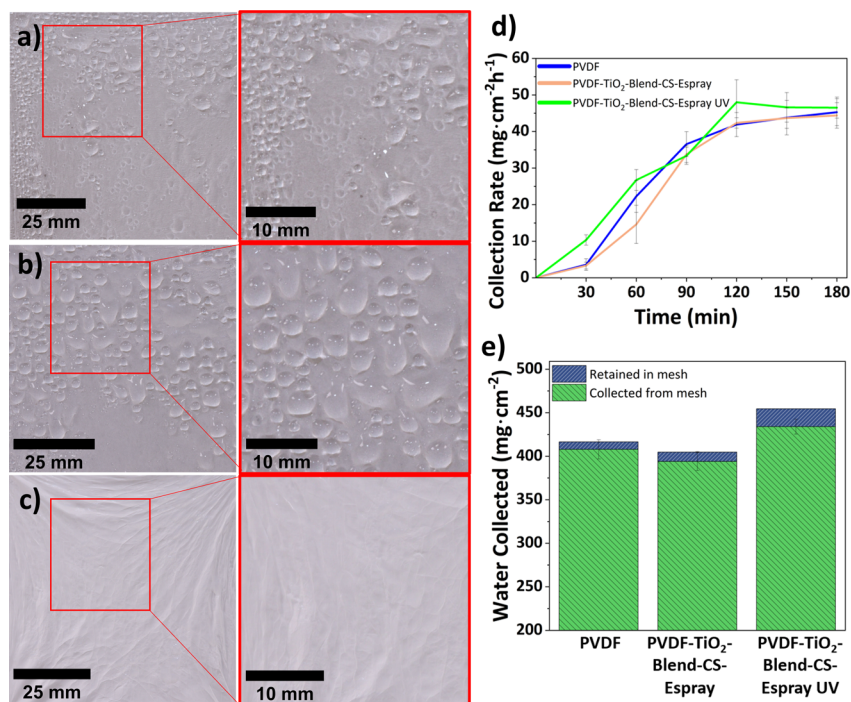 a)
25 mm
10 mm
b)
25 mm
10 mm
c)
25 mm
10 mm
d)
Collection Rate (mg·cm⁻²h⁻¹)
60
50
40
30
20
10
0
PVDF
PVDF-TiO₂-Blend-CS-Espray
PVDF-TiO₂-Blend-CS-Espray UV
30
60
90
120
150
180
Time (min)
e)
Water Collected (mg·cm⁻²)
500
450
400
350
300
250
200
Retained in mesh
Collected from mesh
PVDF
PVDF-TiO₂-
Blend-CS-
Espray
PVDF-TiO₂-
Blend-CS-
Espray UV